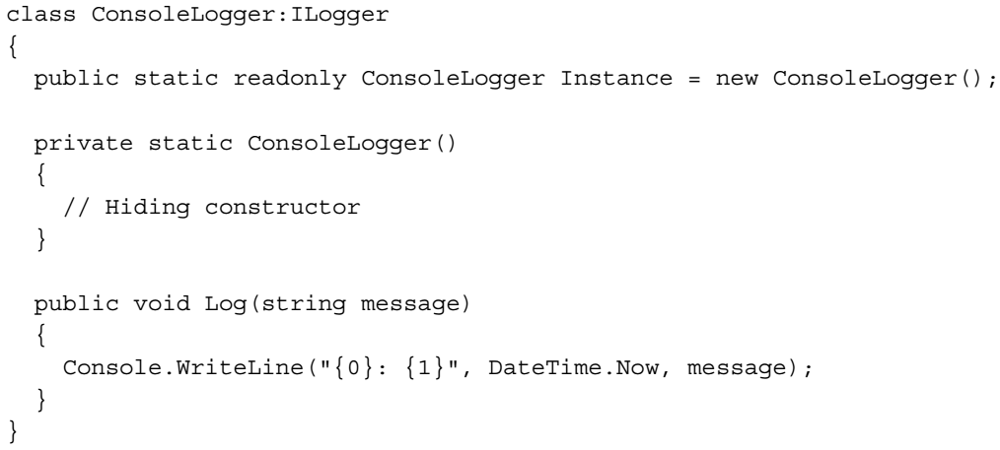 class ConsoleLogger:ILogger
{
  public static readonly ConsoleLogger Instance = new ConsoleLogger();

  private static ConsoleLogger()
  {
    // Hiding constructor
  }

  public void Log(string message)
  {
    Console.WriteLine("{0}: {1}", DateTime.Now, message);
  }
}